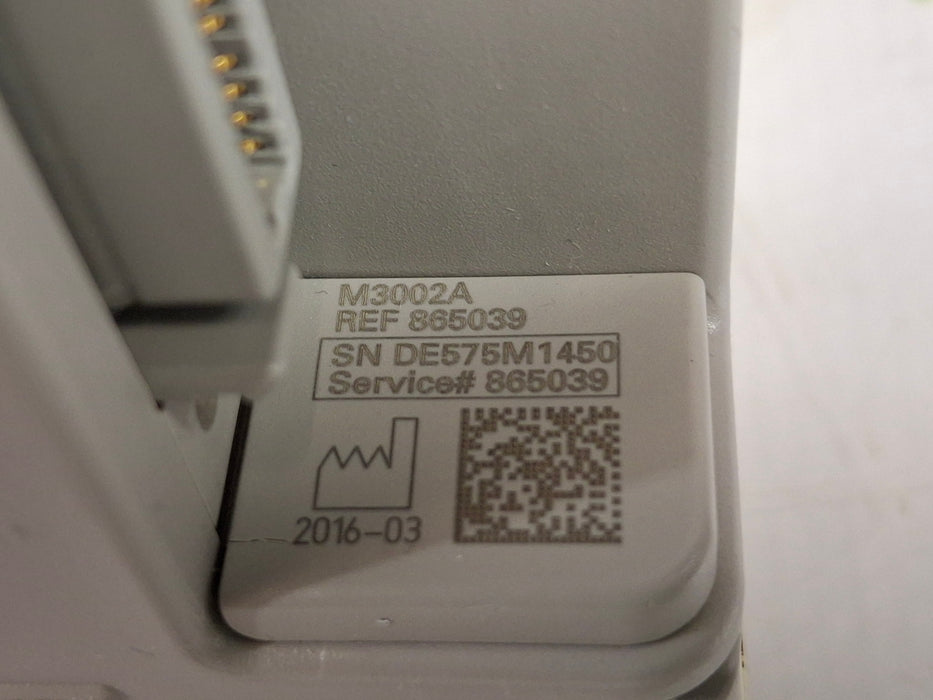 M3002A
REF 865039
SN DE575M1450
Service# 865039
2016-03